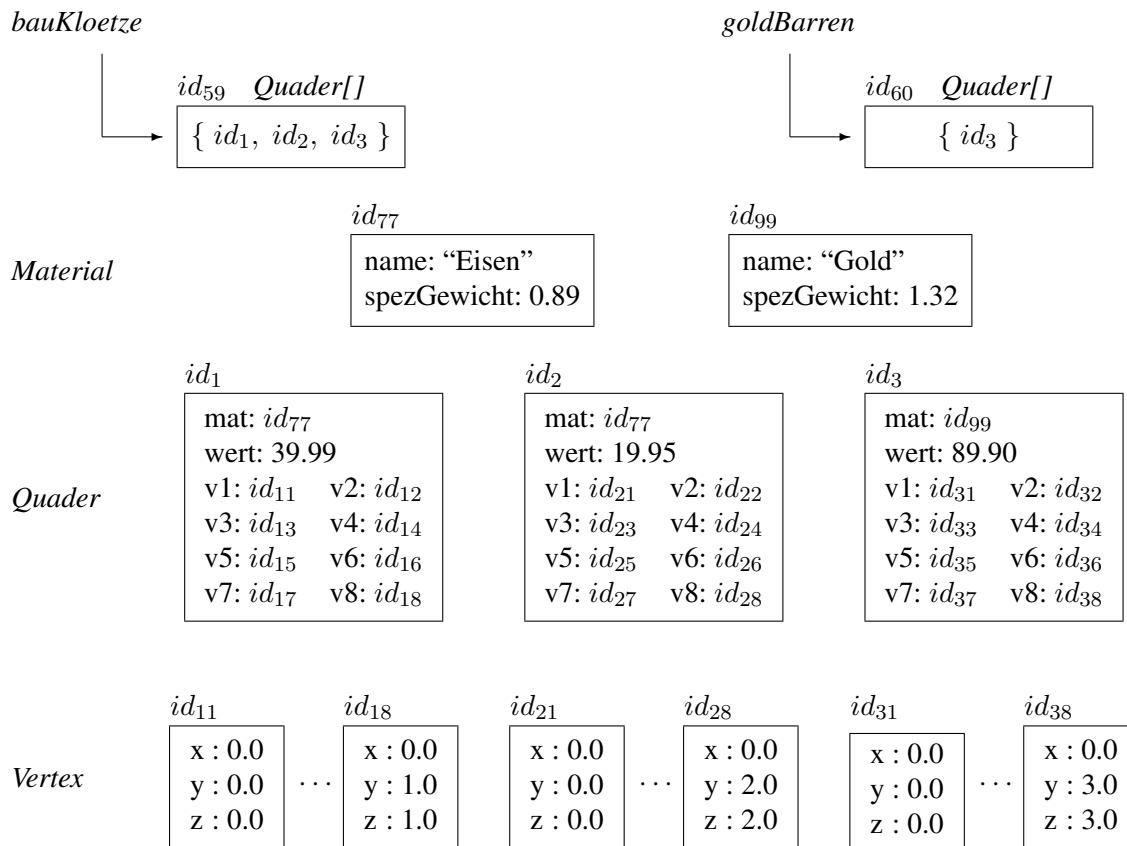 bauKloetze goldBarren
id59 Quader[] id60 Quader[]
{ id1, id2, id3 } { id3 }
id77 id99
Material name: “Eisen” name: “Gold”
spezGewicht: 0.89 spezGewicht: 1.32
id1 id2 id3
mat: id77 mat: id77 mat: id99
wert: 39.99 wert: 19.95 wert: 89.90
Quader v1: id11 v2: id12 v1: id21 v2: id22 v1: id31 v2: id32
v3: id13 v4: id14 v3: id23 v4: id24 v3: id33 v4: id34
v5: id15 v6: id16 v5: id25 v6: id26 v5: id35 v6: id36
v7: id17 v8: id18 v7: id27 v8: id28 v7: id37 v8: id38
id11 id18 id21 id28 id31 id38
x : 0.0 x : 0.0 x : 0.0 x : 0.0 x : 0.0 x : 0.0
Vertex y : 0.0 ··· y : 1.0 y : 0.0 ··· y : 2.0 y : 0.0 ··· y : 3.0
z : 0.0 z : 1.0 z : 0.0 z : 2.0 z : 0.0 z : 3.0